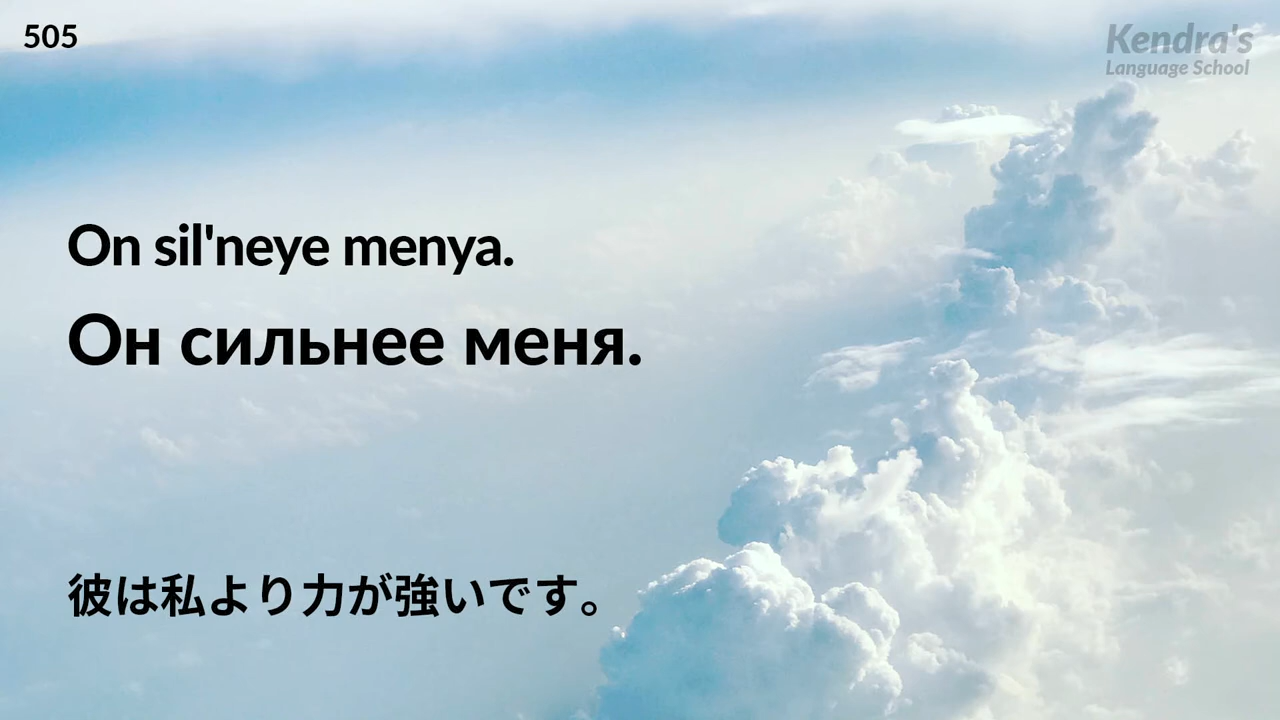 505
Kendra's
Language School
On sil'neye menya.
Он сильнее меня.
彼は私より力が強いです。